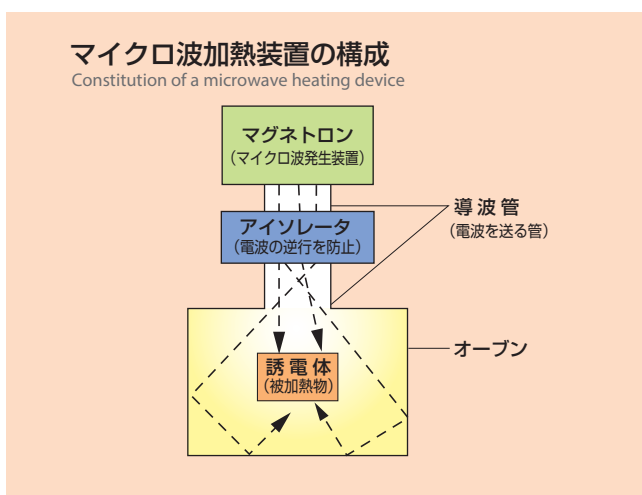 マイクロ波加熱装置の構成
Constitution of a microwave heating device
マグネトロン
（マイクロ波発生装置）
アイソレータ
（電波の逆行を防止）
導波管
（電波を送る管）
オーブン
誘電体
（被加熱物）